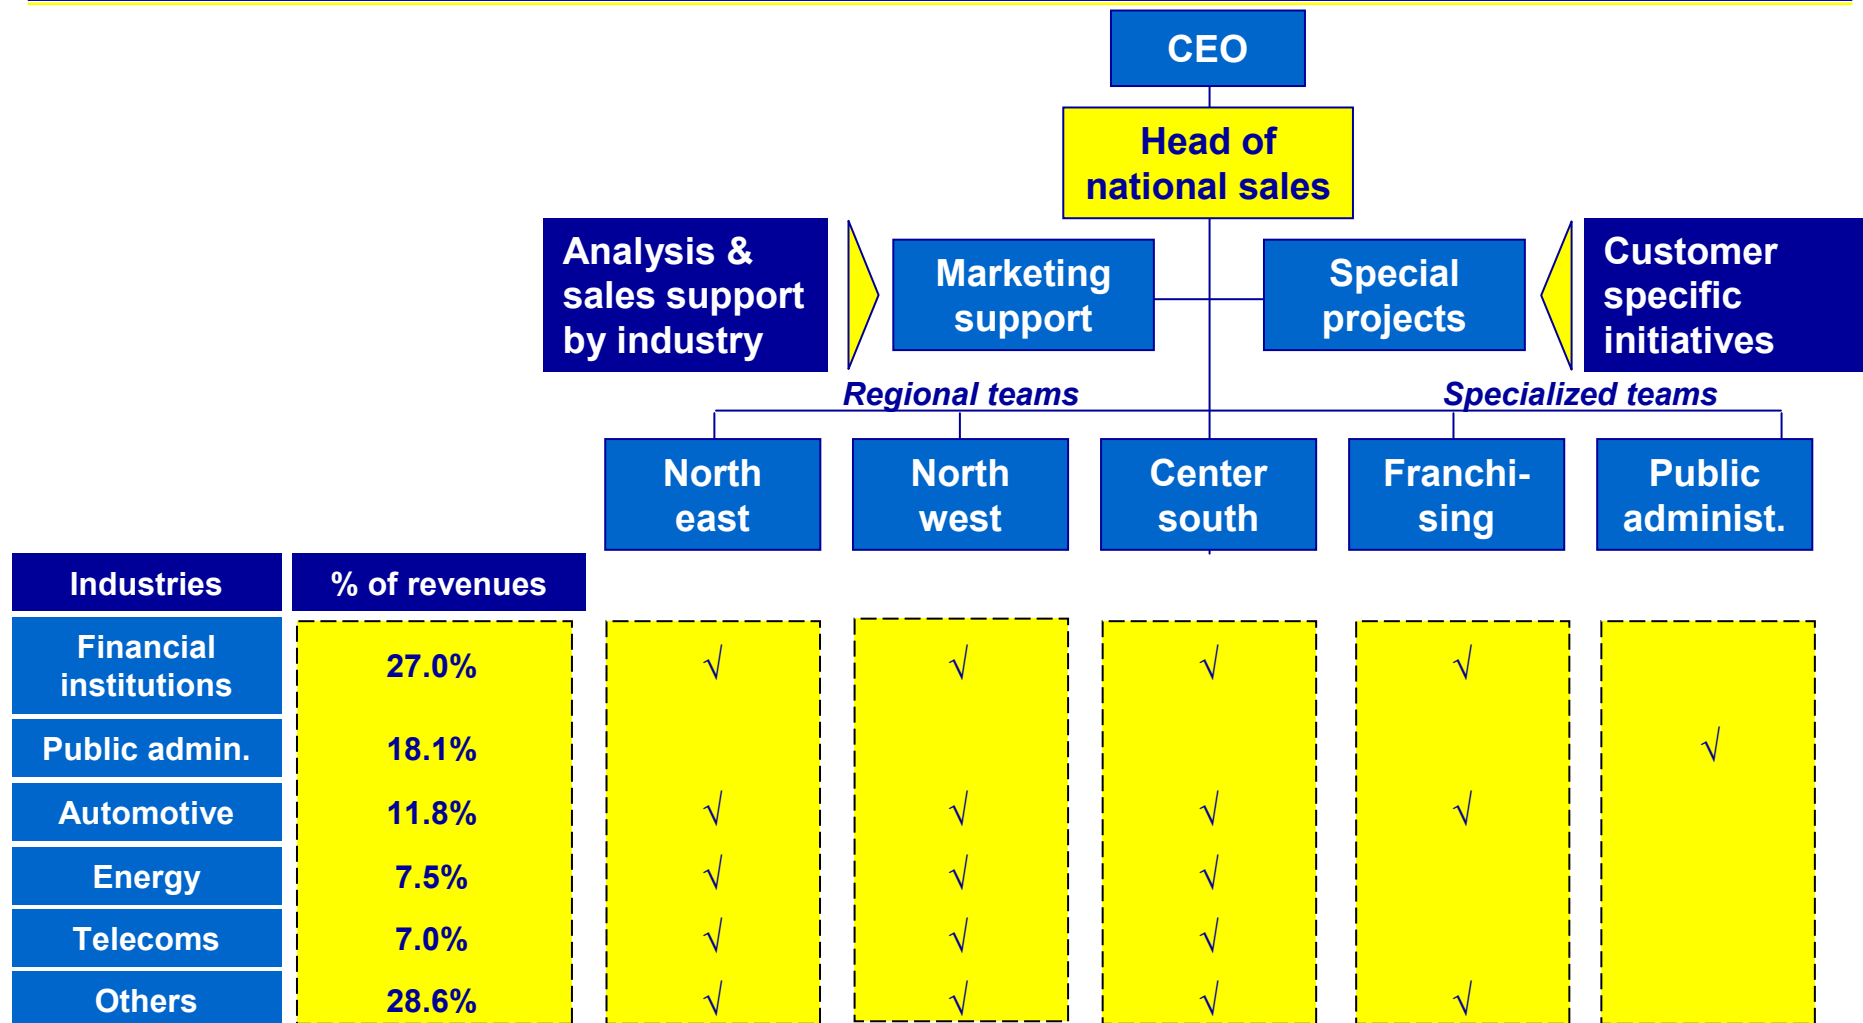 CEO
Head of
national sales
Analysis &
sales support
by industry
Marketing
support
Special
projects
Customer
specific
initiatives
Regional teams
Specialized teams
North
east
North
west
Center
south
Franchi-
sing
Public
administ.
Industries
% of revenues
Financial
institutions
27.0%
√ √ √ √
Public admin.
18.1%
√
Automotive
11.8%
√ √ √ √
Energy
7.5%
√ √ √
Telecoms
7.0%
√ √ √
Others
28.6%
√ √ √ √